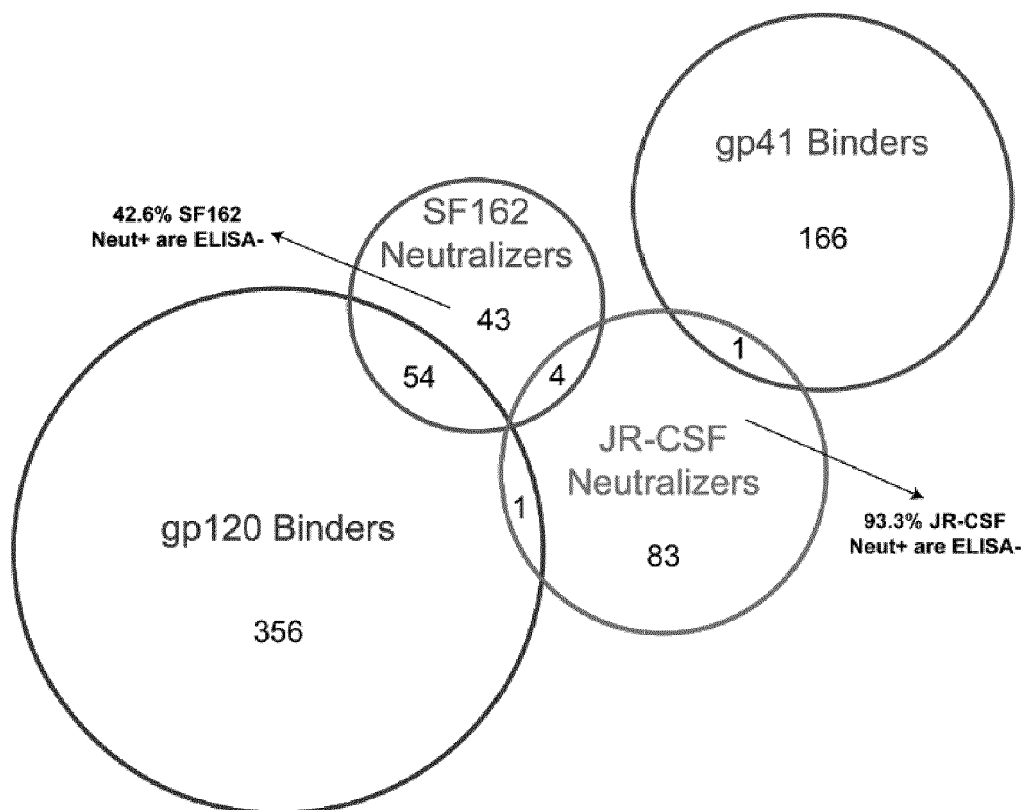 gp41 Binders
166
SF162
Neutralizers
43
42.6% SF162
Neut+ are ELISA-
54
4
1
JR-CSF
Neutralizers
83
93.3% JR-CSF
Neut+ are ELISA-
1
gp120 Binders
356